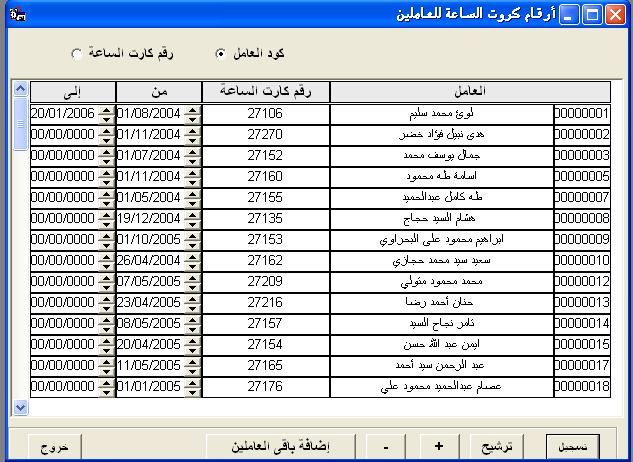 أرقام كروت الساعة للعاملين
كود العامل رقم كارت الساعة
العامل رقم كارت الساعة من إلى
00000001 لوئ محمد سليم 27106 01/08/2004 20/01/2006
00000002 هدى نبيل فؤاد خضر 27270 01/11/2004 00/00/0000
00000003 جمال يوسف محمد 27152 01/07/2004 00/00/0000
00000005 اسامة طه محمود 27160 01/11/2004 00/00/0000
00000007 طه كامل عبدالحميد 27155 01/05/2004 00/00/0000
00000008 هشام السيد حجاج 27135 19/12/2004 00/00/0000
00000009 ابراهيم محمود على البحراوي 27153 01/10/2005 00/00/0000
00000010 سعيد سيد محمد حجازي 27162 26/04/2004 00/00/0000
00000012 محمد محمود متولي 27209 07/05/2005 00/00/0000
00000013 حنان أحمد رضا 27216 23/04/2005 00/00/0000
00000014 تامر نجاح السيد 27157 08/05/2005 00/00/0000
00000015 ايمن عبد الله حسن 27154 20/04/2005 00/00/0000
00000017 عبد الرحمن سيد أحمد 27165 11/05/2005 00/00/0000
00000018 عصام عبدالحميد محمود علي 27176 01/01/2005 00/00/0000
تسجيل ترشيح + - إضافة باقى العاملين خروج